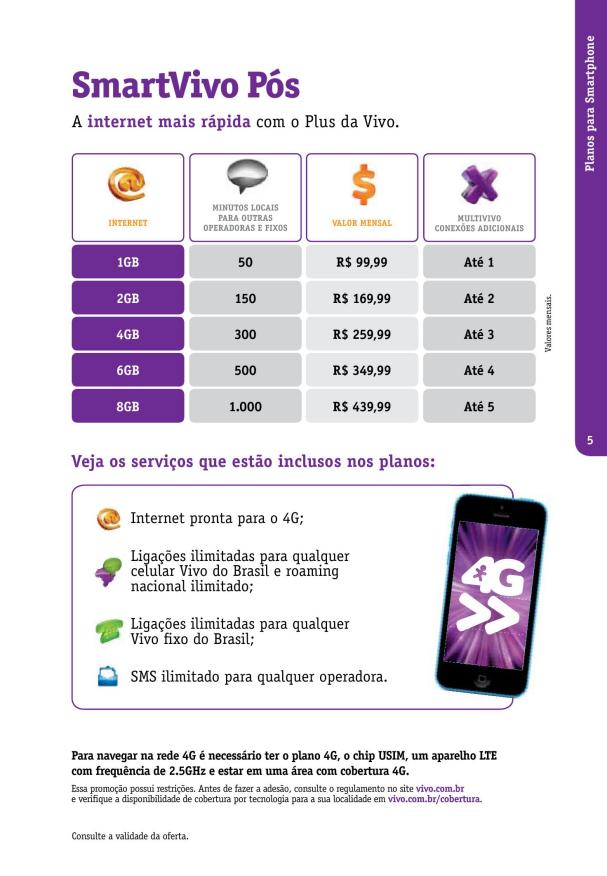 Planos para Smartphone
SmartVivo Pós
A internet mais rápida com o Plus da Vivo.
INTERNET
MINUTOS LOCAIS
PARA OUTRAS
OPERADORAS E FIXOS
VALOR MENSAL
MULTIVIVO
CONEXÕES ADICIONAIS
1GB 50 R$ 99,99 Até 1
2GB 150 R$ 169,99 Até 2
4GB 300 R$ 259,99 Até 3
6GB 500 R$ 349,99 Até 4
8GB 1.000 R$ 439,99 Até 5
Valores mensais.
5
Veja os serviços que estão inclusos nos planos:
Internet pronta para o 4G;
Ligações ilimitadas para qualquer
celular Vivo do Brasil e roaming
nacional ilimitado;
Ligações ilimitadas para qualquer
Vivo fixo do Brasil;
SMS ilimitado para qualquer operadora.
4G
Para navegar na rede 4G é necessário ter o plano 4G, o chip USIM, um aparelho LTE
com frequência de 2.5GHz e estar em uma área com cobertura 4G.
Essa promoção possui restrições. Antes de fazer a adesão, consulte o regulamento no site vivo.com.br
e verifique a disponibilidade de cobertura por tecnologia para a sua localidade em vivo.com.br/cobertura.
Consulte a validade da oferta.